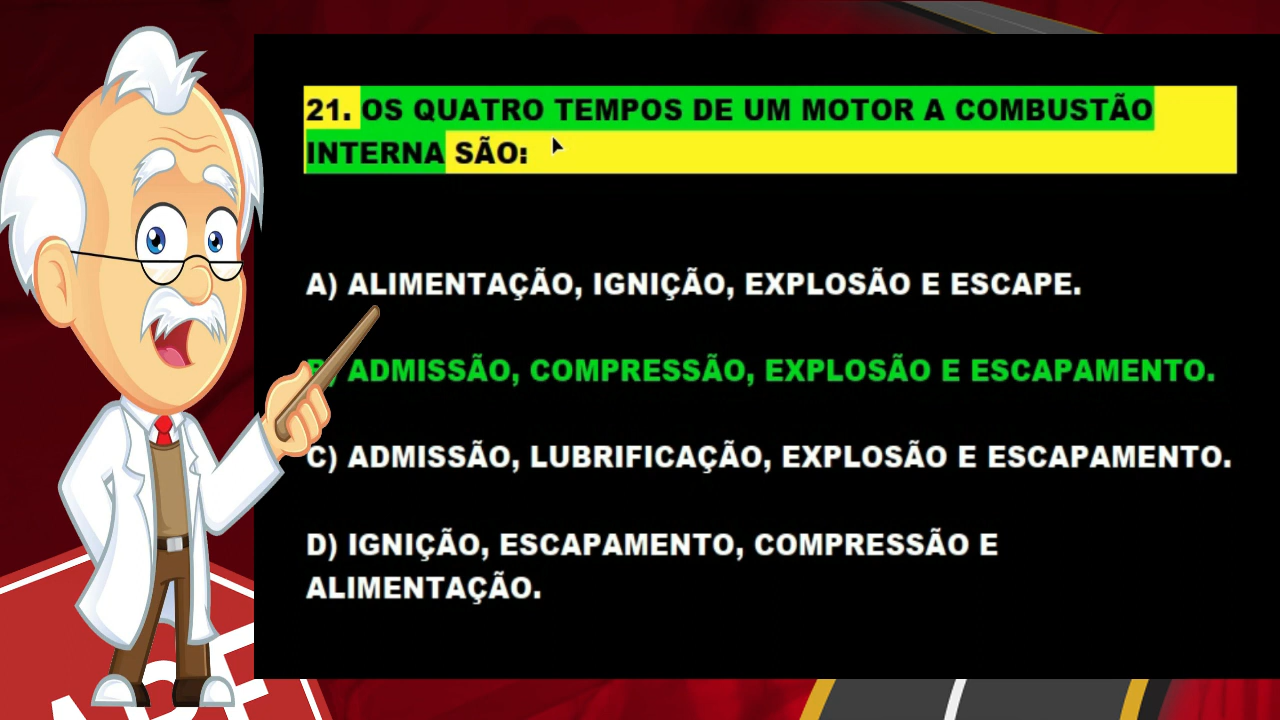 21. OS QUATRO TEMPOS DE UM MOTOR A COMBUSTÃO
INTERNA SÃO:
A) ALIMENTAÇÃO, IGNIÇÃO, EXPLOSÃO E ESCAPE.
B) ADMISSÃO, COMPRESSÃO, EXPLOSÃO E ESCAPAMENTO.
C) ADMISSÃO, LUBRIFICAÇÃO, EXPLOSÃO E ESCAPAMENTO.
D) IGNIÇÃO, ESCAPAMENTO, COMPRESSÃO E
ALIMENTAÇÃO.